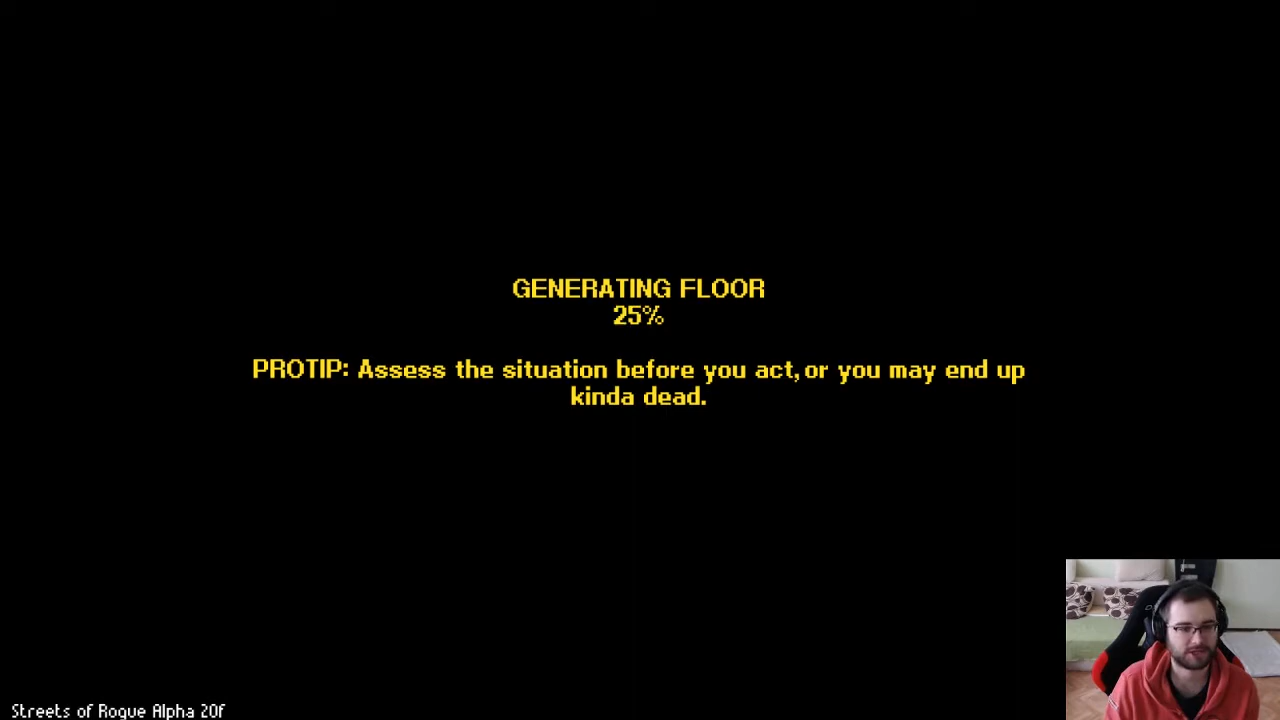 GENERATING FLOOR
25%
PROTIP: Assess the situation before you act, or you may end up
kinda dead.
Streets of Rogue Alpha 20f